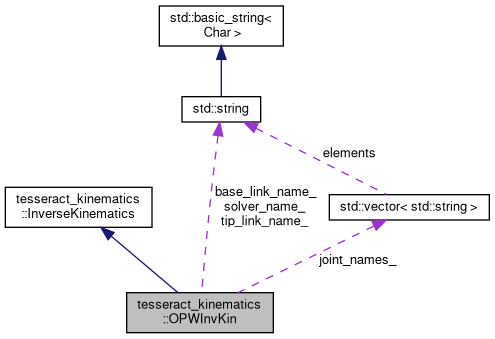 std::basic_string<
Char >
std::string
elements
base_link_name_
solver_name_
tip_link_name_
tesseract_kinematics
::InverseKinematics
std::vector< std::string >
joint_names_
tesseract_kinematics
::OPWInvKin